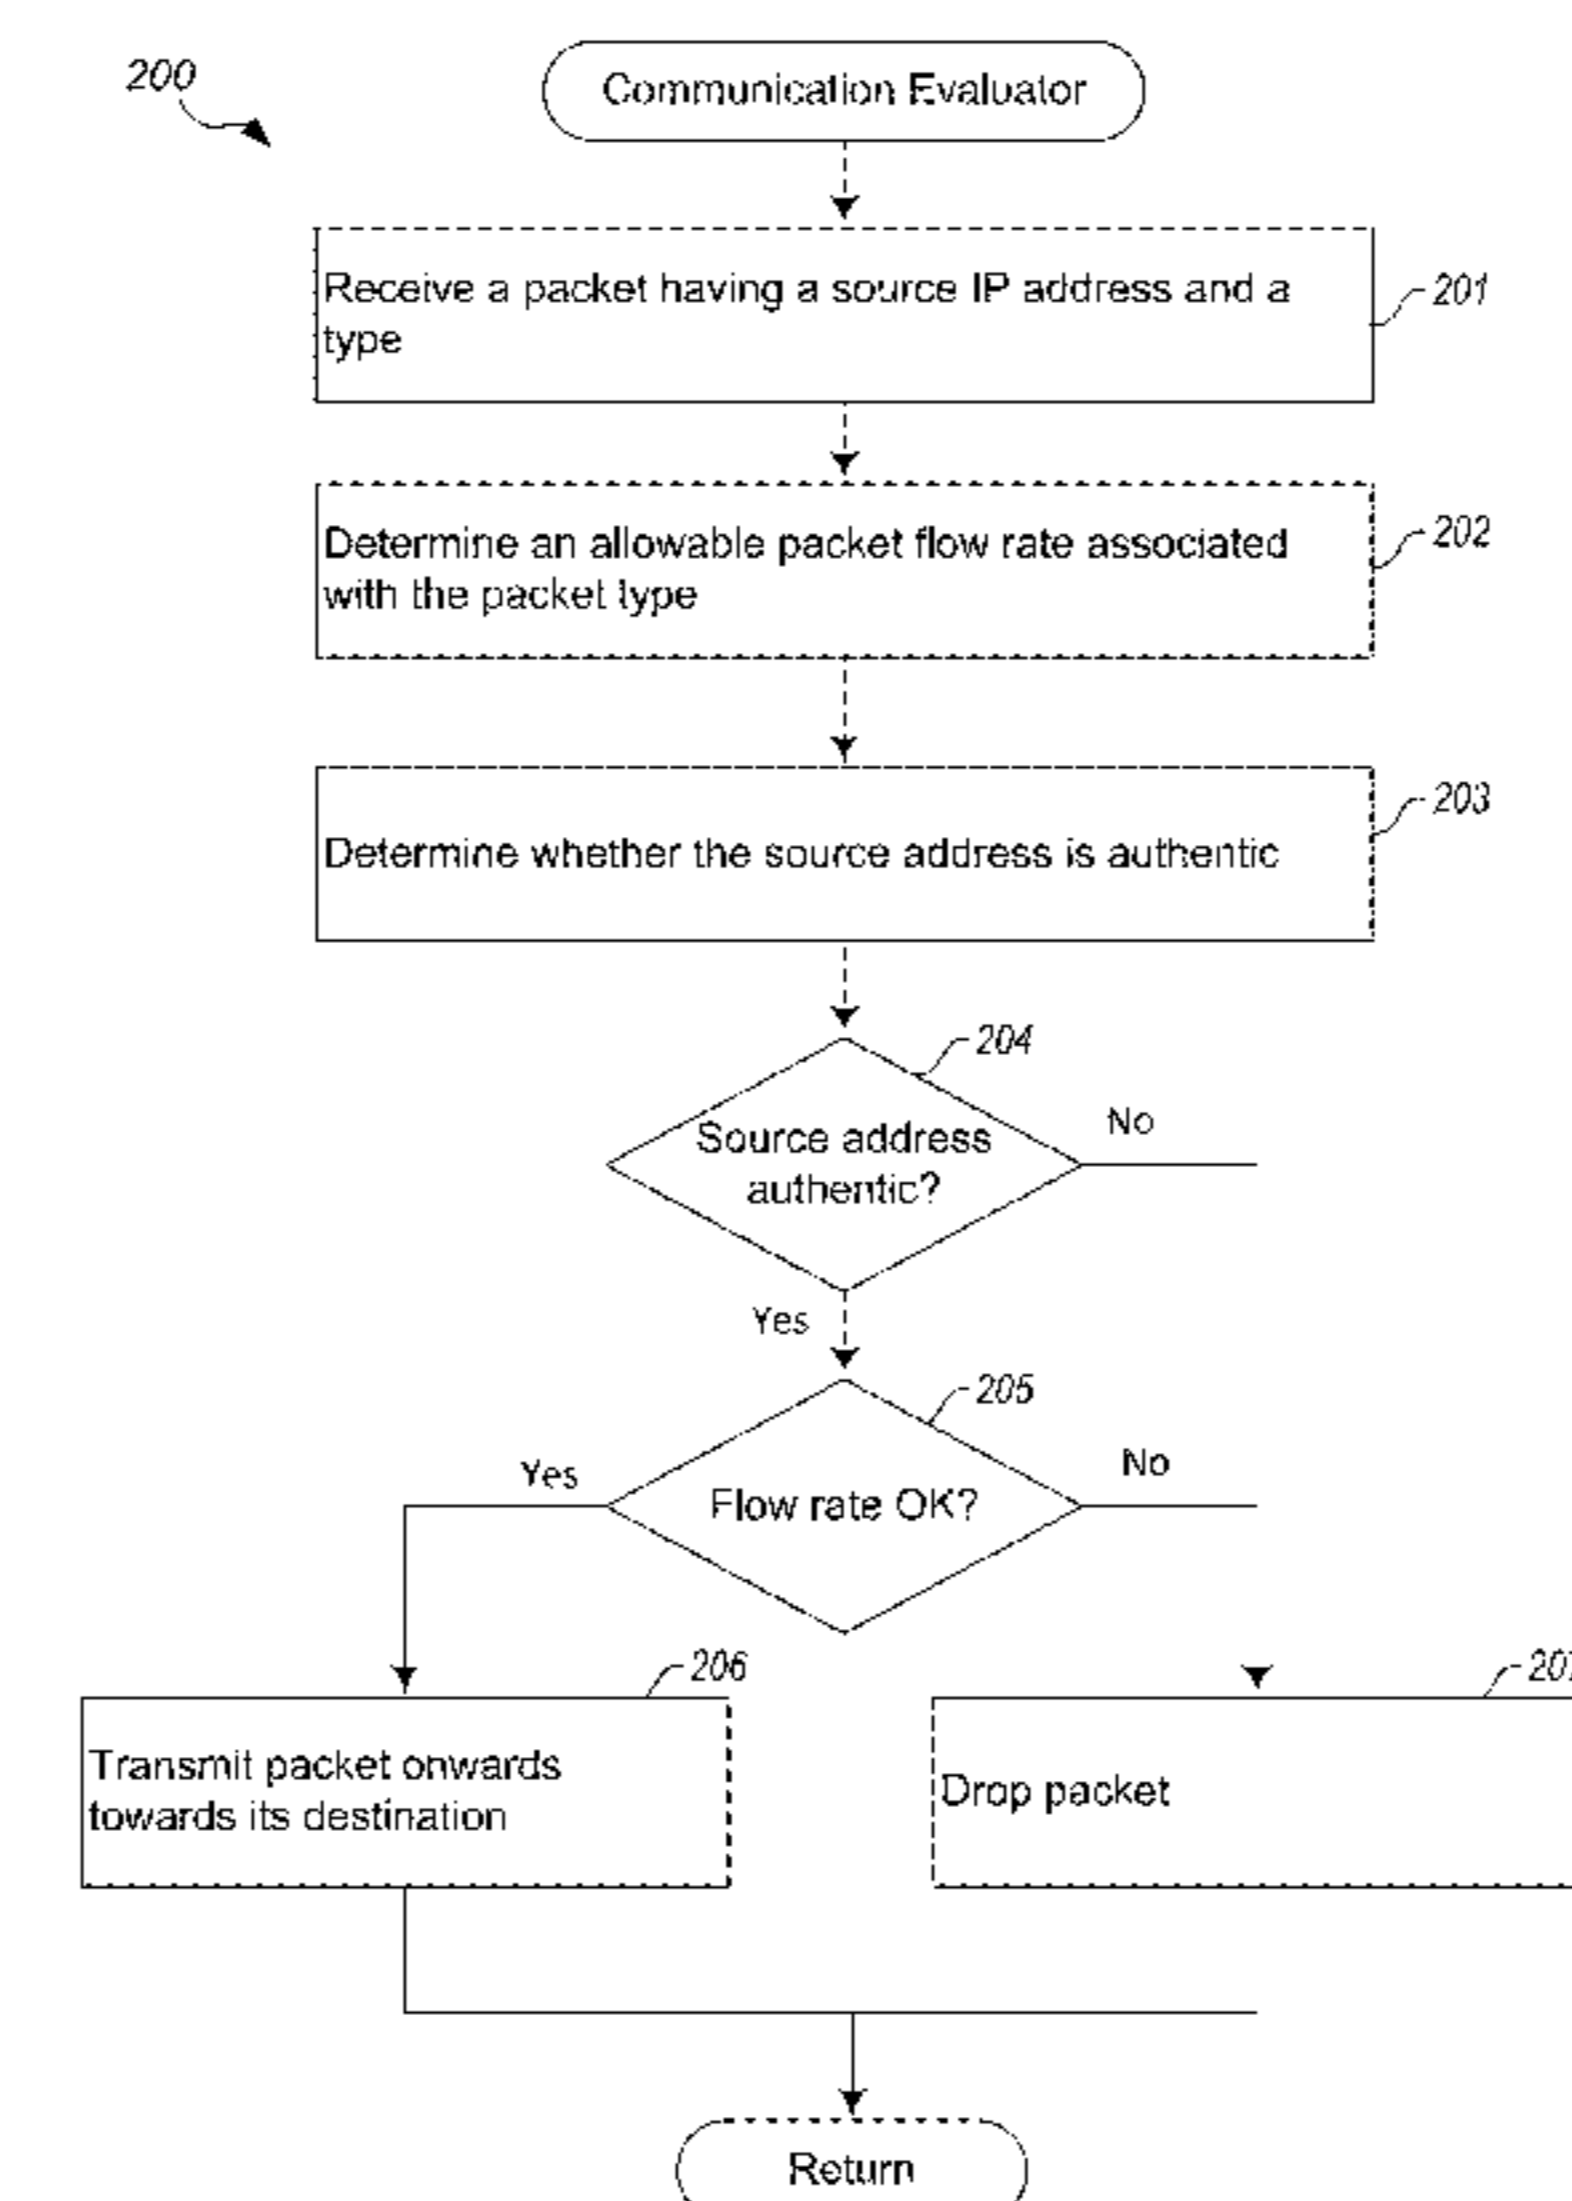 200
Communication Evaluator
Receive a packet having a source IP address and a
type
201
Determine an allowable packet flow rate associated
with the packet type
202
Determine whether the source address is authentic
203
204
Source address
authentic?
No
Yes
205
Flow rate OK?
Yes
No
206
Transmit packet onwards
towards its destination
207
Drop packet
Return